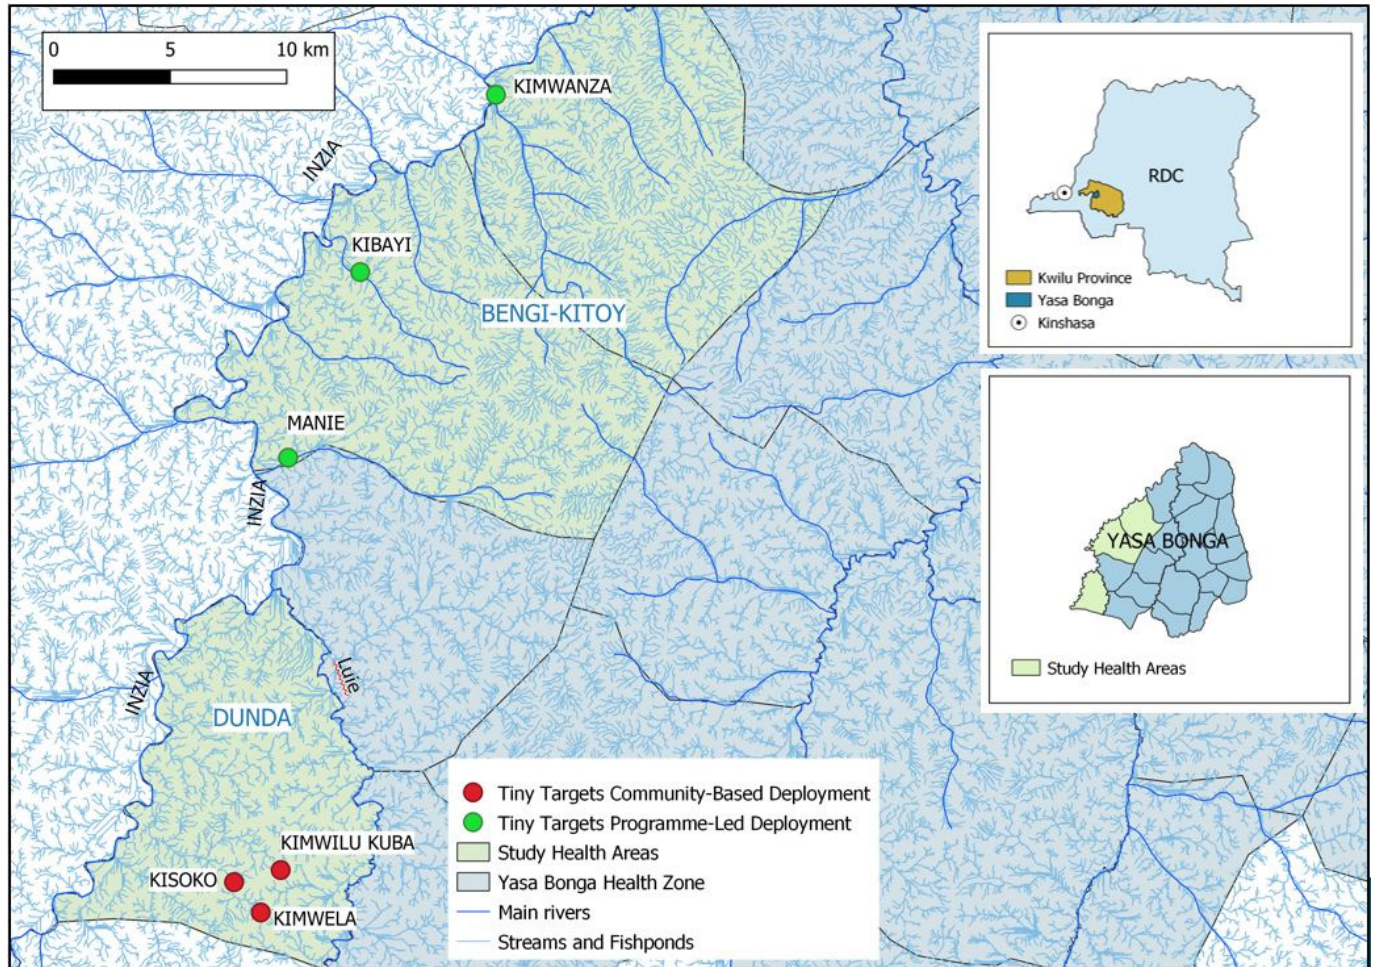 0 5 10 km
KIMWANZA
INZIA
KIBAYI
BENGI-KITOY
MANIE
INZIA
Luie
INZIA
DUNDA
KIMWILU KUBA
KISOKO
KIMWELA
Tiny Targets Community-Based Deployment
Tiny Targets Programme-Led Deployment
Study Health Areas
Yasa Bonga Health Zone
Main rivers
Streams and Fishponds
RDC
Kwilu Province
Yasa Bonga
Kinshasa
YASA BONGA
Study Health Areas